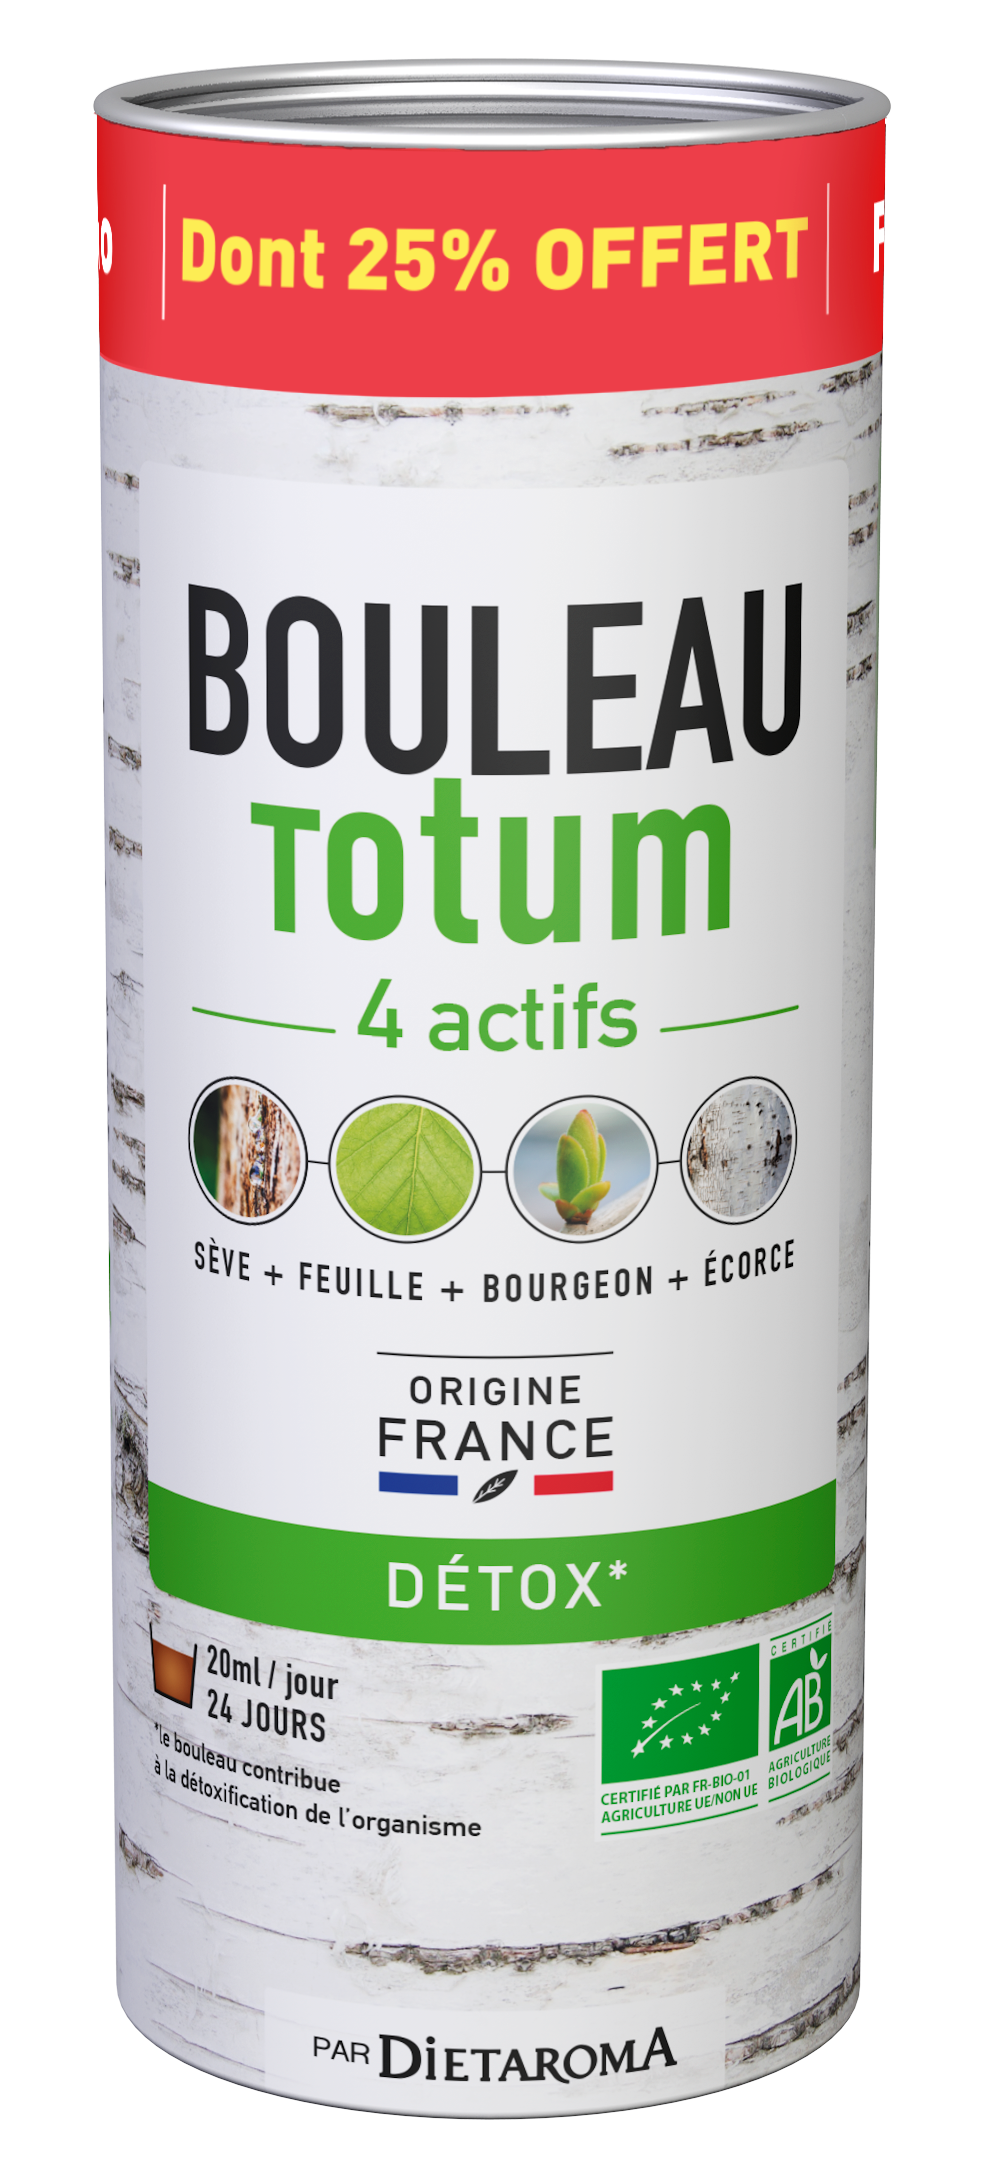 Dont 25% OFFERT
BOULEAU
Totum
4 actifs
SÈVE + FEUILLE + BOURGEON + ÉCORCE
ORIGINE
FRANCE
DÉTOX*
20ml / jour
24 JOURS
*le bouleau contribue
à la détoxification de l'organisme
CERTIFIÉ PAR FR-BIO-01
AGRICULTURE UE/NON UE
CERTIFIÉ
AB
AGRICULTURE
BIOLOGIQUE
PAR DIETAROMA